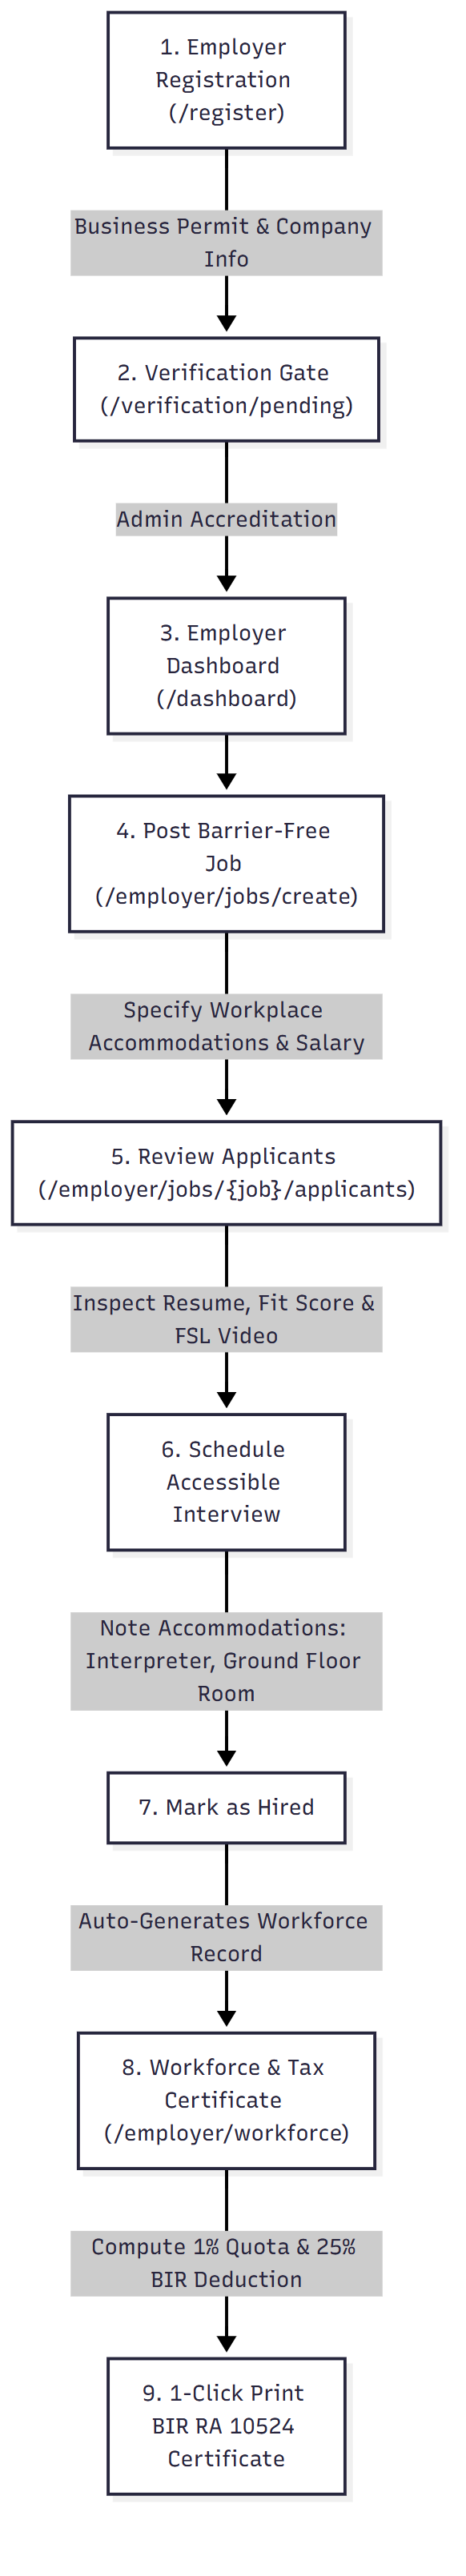 1. Employer
Registration
(/register)
Business Permit & Company
Info
2. Verification Gate
(/verification/pending)
Admin Accreditation
3. Employer
Dashboard
(/dashboard)
4. Post Barrier-Free
Job
(/employer/jobs/create)
Specify Workplace
Accommodations & Salary
5. Review Applicants
(/employer/jobs/{job}/applicants)
Inspect Resume, Fit Score &
FSL Video
6. Schedule
Accessible
Interview
Note Accommodations:
Interpreter, Ground Floor
Room
7. Mark as Hired
Auto-Generates Workforce
Record
8. Workforce & Tax
Certificate
(/employer/workforce)
Compute 1% Quota & 25%
BIR Deduction
9. 1-Click Print
BIR RA 10524
Certificate